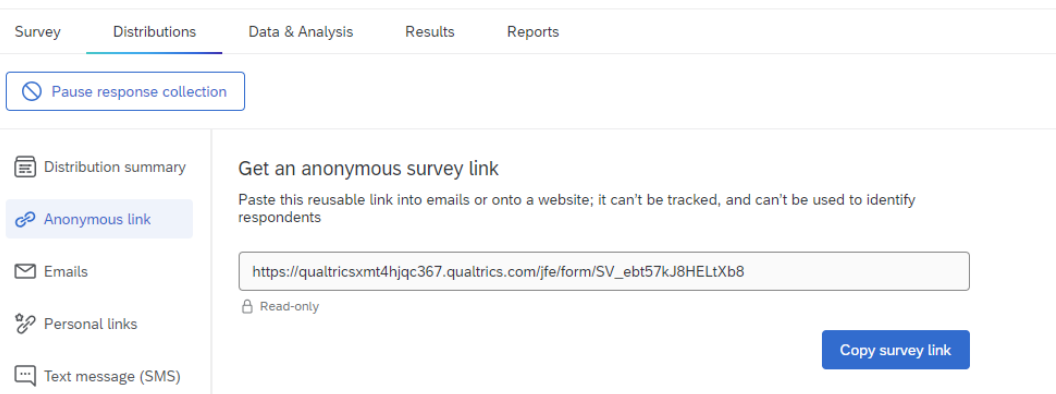 Survey Distributions Data & Analysis Results Reports
Pause response collection
Distribution summary
Anonymous link
Emails
Personal links
Text message (SMS)
Get an anonymous survey link
Paste this reusable link into emails or onto a website; it can't be tracked, and can't be used to identify
respondents
https://qualtricsxmt4hjqc367.qualtrics.com/jfe/form/SV_ebt57kJ8HELtXb8
Read-only
Copy survey link